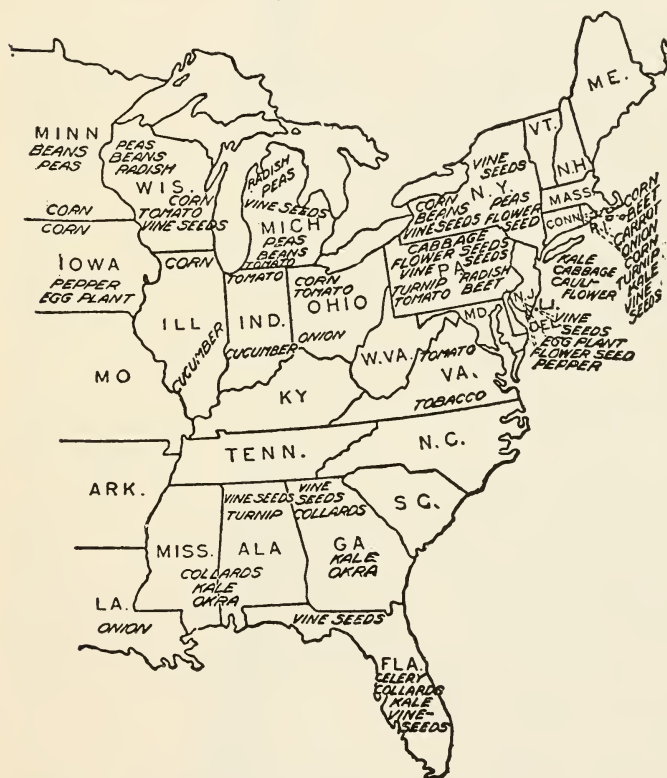 ME.
VT.
N.H
MASS
CONN.
R.I.
CORN
BEET
CARROT
ONION
CORN
TURNIP
KALE
VINE
SEEDS
MINN
BEANS
PEAS
CORN
PEAS
BEANS
RADISH
WIS.
CORN
TOMATO
VINE SEEDS
RADISH
PEAS
VINE SEEDS
MICH
PEAS
BEANS
TOMATO
VINE
SEEDS
N.Y.
CORN
BEANS PEAS
VINE SEEDS FLOWER
SEED
CABBAGE
FLOWER SEEDS
VINE PA SEEDS
TURNIP RADISH
TOMATO BEET
KALE
CABBAGE
CAULI-
FLOWER
L.I.
N.J.
DEL.
VINE
SEEDS
EGG PLANT
FLOWER SEED
PEPPER
MD.
CORN
IOWA
PEPPER
EGG PLANT
CORN
ILL
CUCUMBER
TOMATO
IND.
CUCUMBER
CORN
TOMATO
OHIO
ONION
W.VA.
TOMATO
VA.
TOBACCO
MO
KY
TENN.
N.C.
ARK.
S C.
MISS.
VINE SEEDS
TURNIP
ALA
COLLARDS
KALE
OKRA
VINE
SEEDS
COLLARDS
GA
KALE
OKRA
LA.
ONION
VINE SEEDS
FLA.
CELERY
COLLARDS
KALE
VINE-
SEEDS